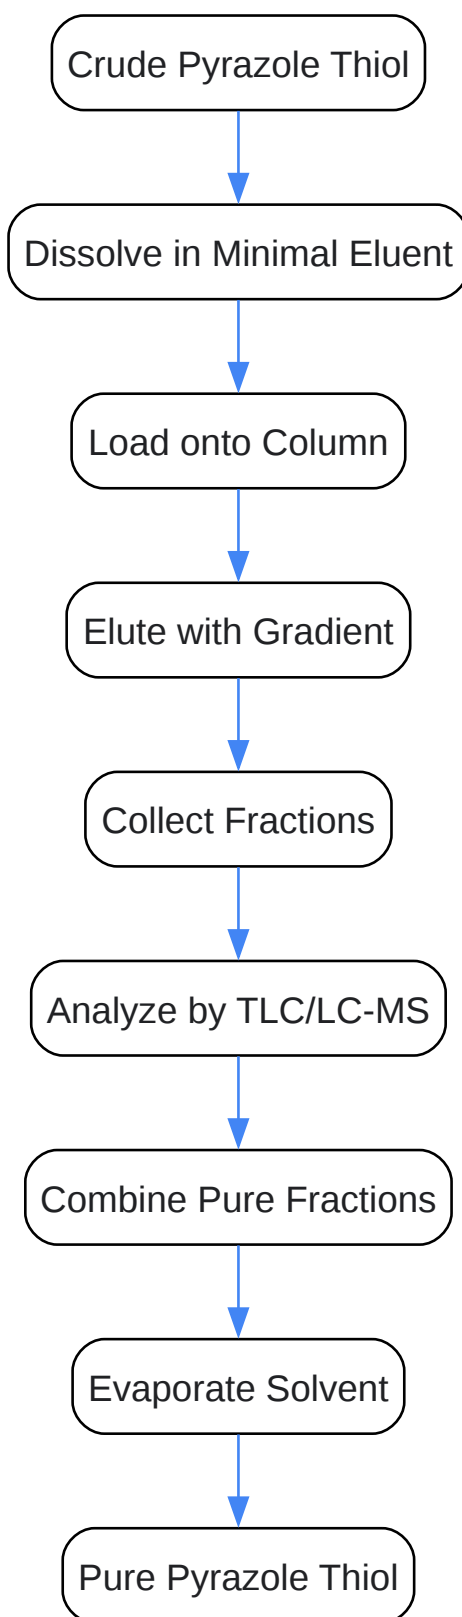 Crude Pyrazole Thiol
Dissolve in Minimal Eluent
Load onto Column
Elute with Gradient
Collect Fractions
Analyze by TLC/LC-MS
Combine Pure Fractions
Evaporate Solvent
Pure Pyrazole Thiol